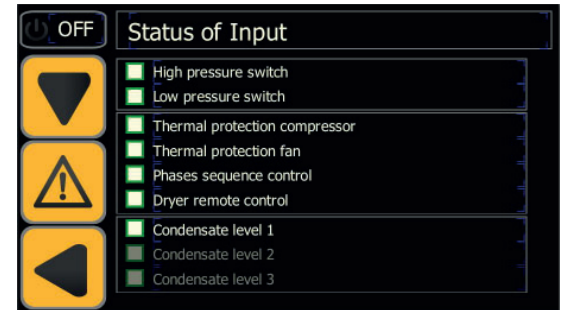 OFF
Status of Input
High pressure switch
Low pressure switch
Thermal protection compressor
Thermal protection fan
Phases sequence control
Dryer remote control
Condensate level 1
Condensate level 2
Condensate level 3